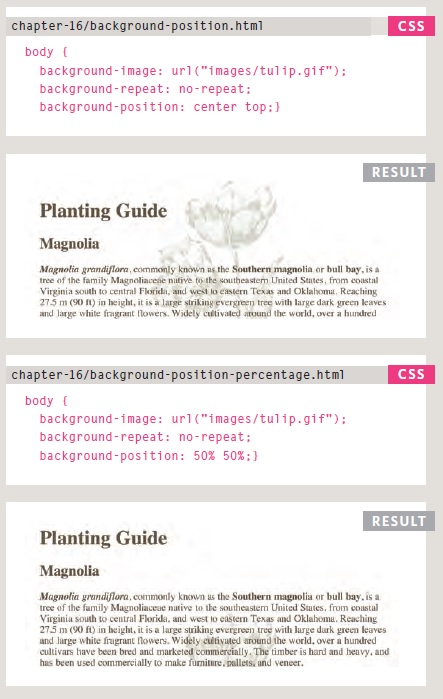 chapter-16/background-position.html CSS
body {
background-image: url("images/tulip.gif");
background-repeat: no-repeat;
background-position: center top;}
RESULT
Planting Guide
Magnolia
Magnolia grandiflora, commonly known as the Southern magnolia or bull bay, is a
tree of the family Magnoliaceae native to the southeastern United States, from coastal
Virginia south to central Florida, and west to eastern Texas and Oklahoma. Reaching
27.5 m (90 ft) in height, it is a large striking evergreen tree with large dark green leaves
and large white fragrant flowers. Widely cultivated around the world, over a hundred
chapter-16/background-position-percentage.html CSS
body {
background-image: url("images/tulip.gif");
background-repeat: no-repeat;
background-position: 50% 50%;}
RESULT
Planting Guide
Magnolia
Magnolia grandiflora, commonly known as the Southern magnolia or bull bay, is a
tree of the family Magnoliaceae native to the southeastern United States, from coastal
Virginia south to central Florida, and west to eastern Texas and Oklahoma. Reaching
27.5 m (90 ft) in height, it is a large striking evergreen tree with large dark green leaves
and large white fragrant flowers. Widely cultivated around the world, over a hundred
cultivars have been bred and marketed commercially. The timber is hard and heavy, and
has been used commercially to make furniture, pallets, and veneer.